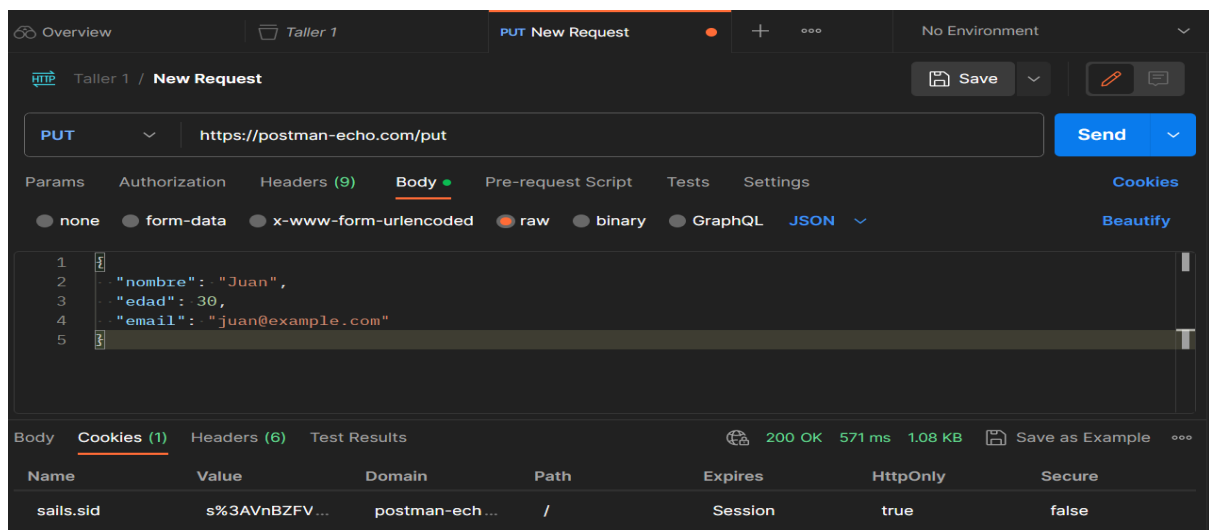 Overview Taller 1 PUT New Request No Environment
HTTP Taller 1 / New Request Save
PUT https://postman-echo.com/put Send
Params Authorization Headers (9) Body Pre-request Script Tests Settings Cookies
none form-data x-www-form-urlencoded raw binary GraphQL JSON Beautify
1 {
2 "nombre": "Juan",
3 "edad": 30,
4 "email": "juan@example.com"
5 }
Body Cookies (1) Headers (6) Test Results 200 OK 571 ms 1.08 KB Save as Example
Name Value Domain Path Expires HttpOnly Secure
sails.sid s%3AVnBZFV... postman-ech... / Session true false